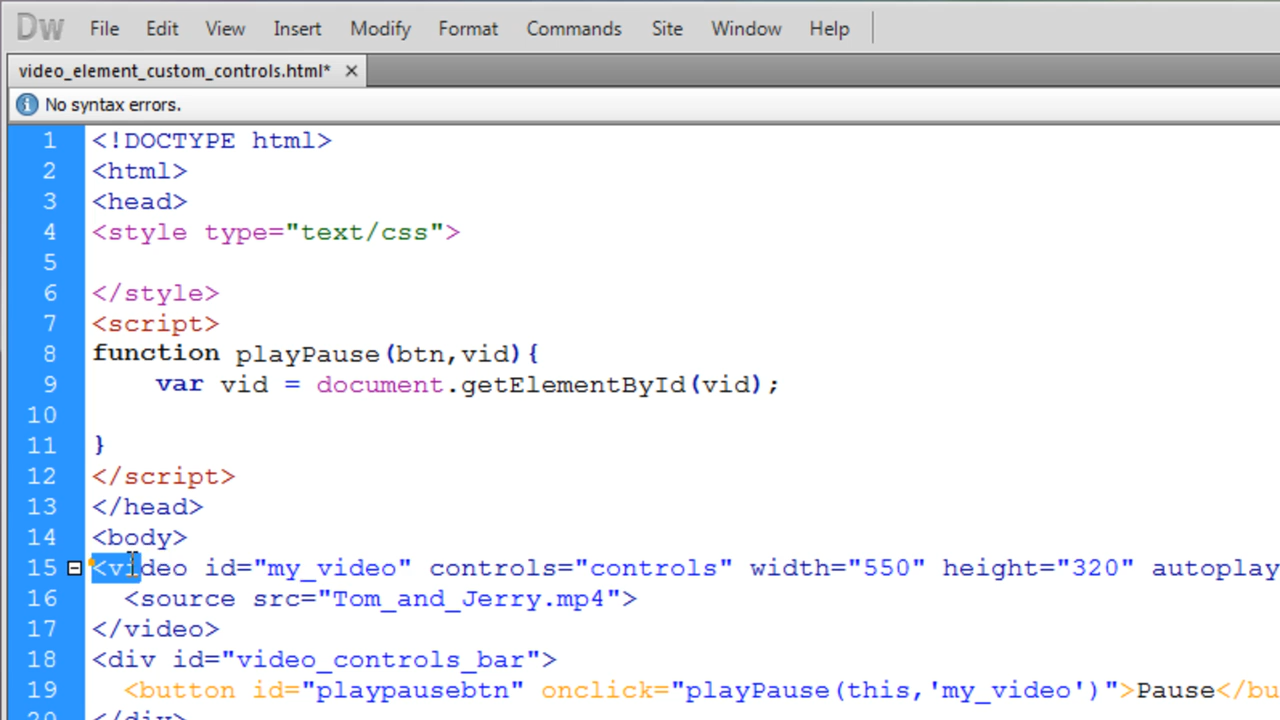 Dw File Edit View Insert Modify Format Commands Site Window Help
video_element_custom_controls.html*
No syntax errors.
1 <!DOCTYPE html>
2 <html>
3 <head>
4 <style type="text/css">
5
6 </style>
7 <script>
8 function playPause(btn,vid){
9 var vid = document.getElementById(vid);
10
11 }
12 </script>
13 </head>
14 <body>
15 <video id="my_video" controls="controls" width="550" height="320" autoplay
16 <source src="Tom_and_Jerry.mp4">
17 </video>
18 <div id="video_controls_bar">
19 <button id="playpausebtn" onclick="playPause(this,'my_video')">Pause</bu
20 </div>